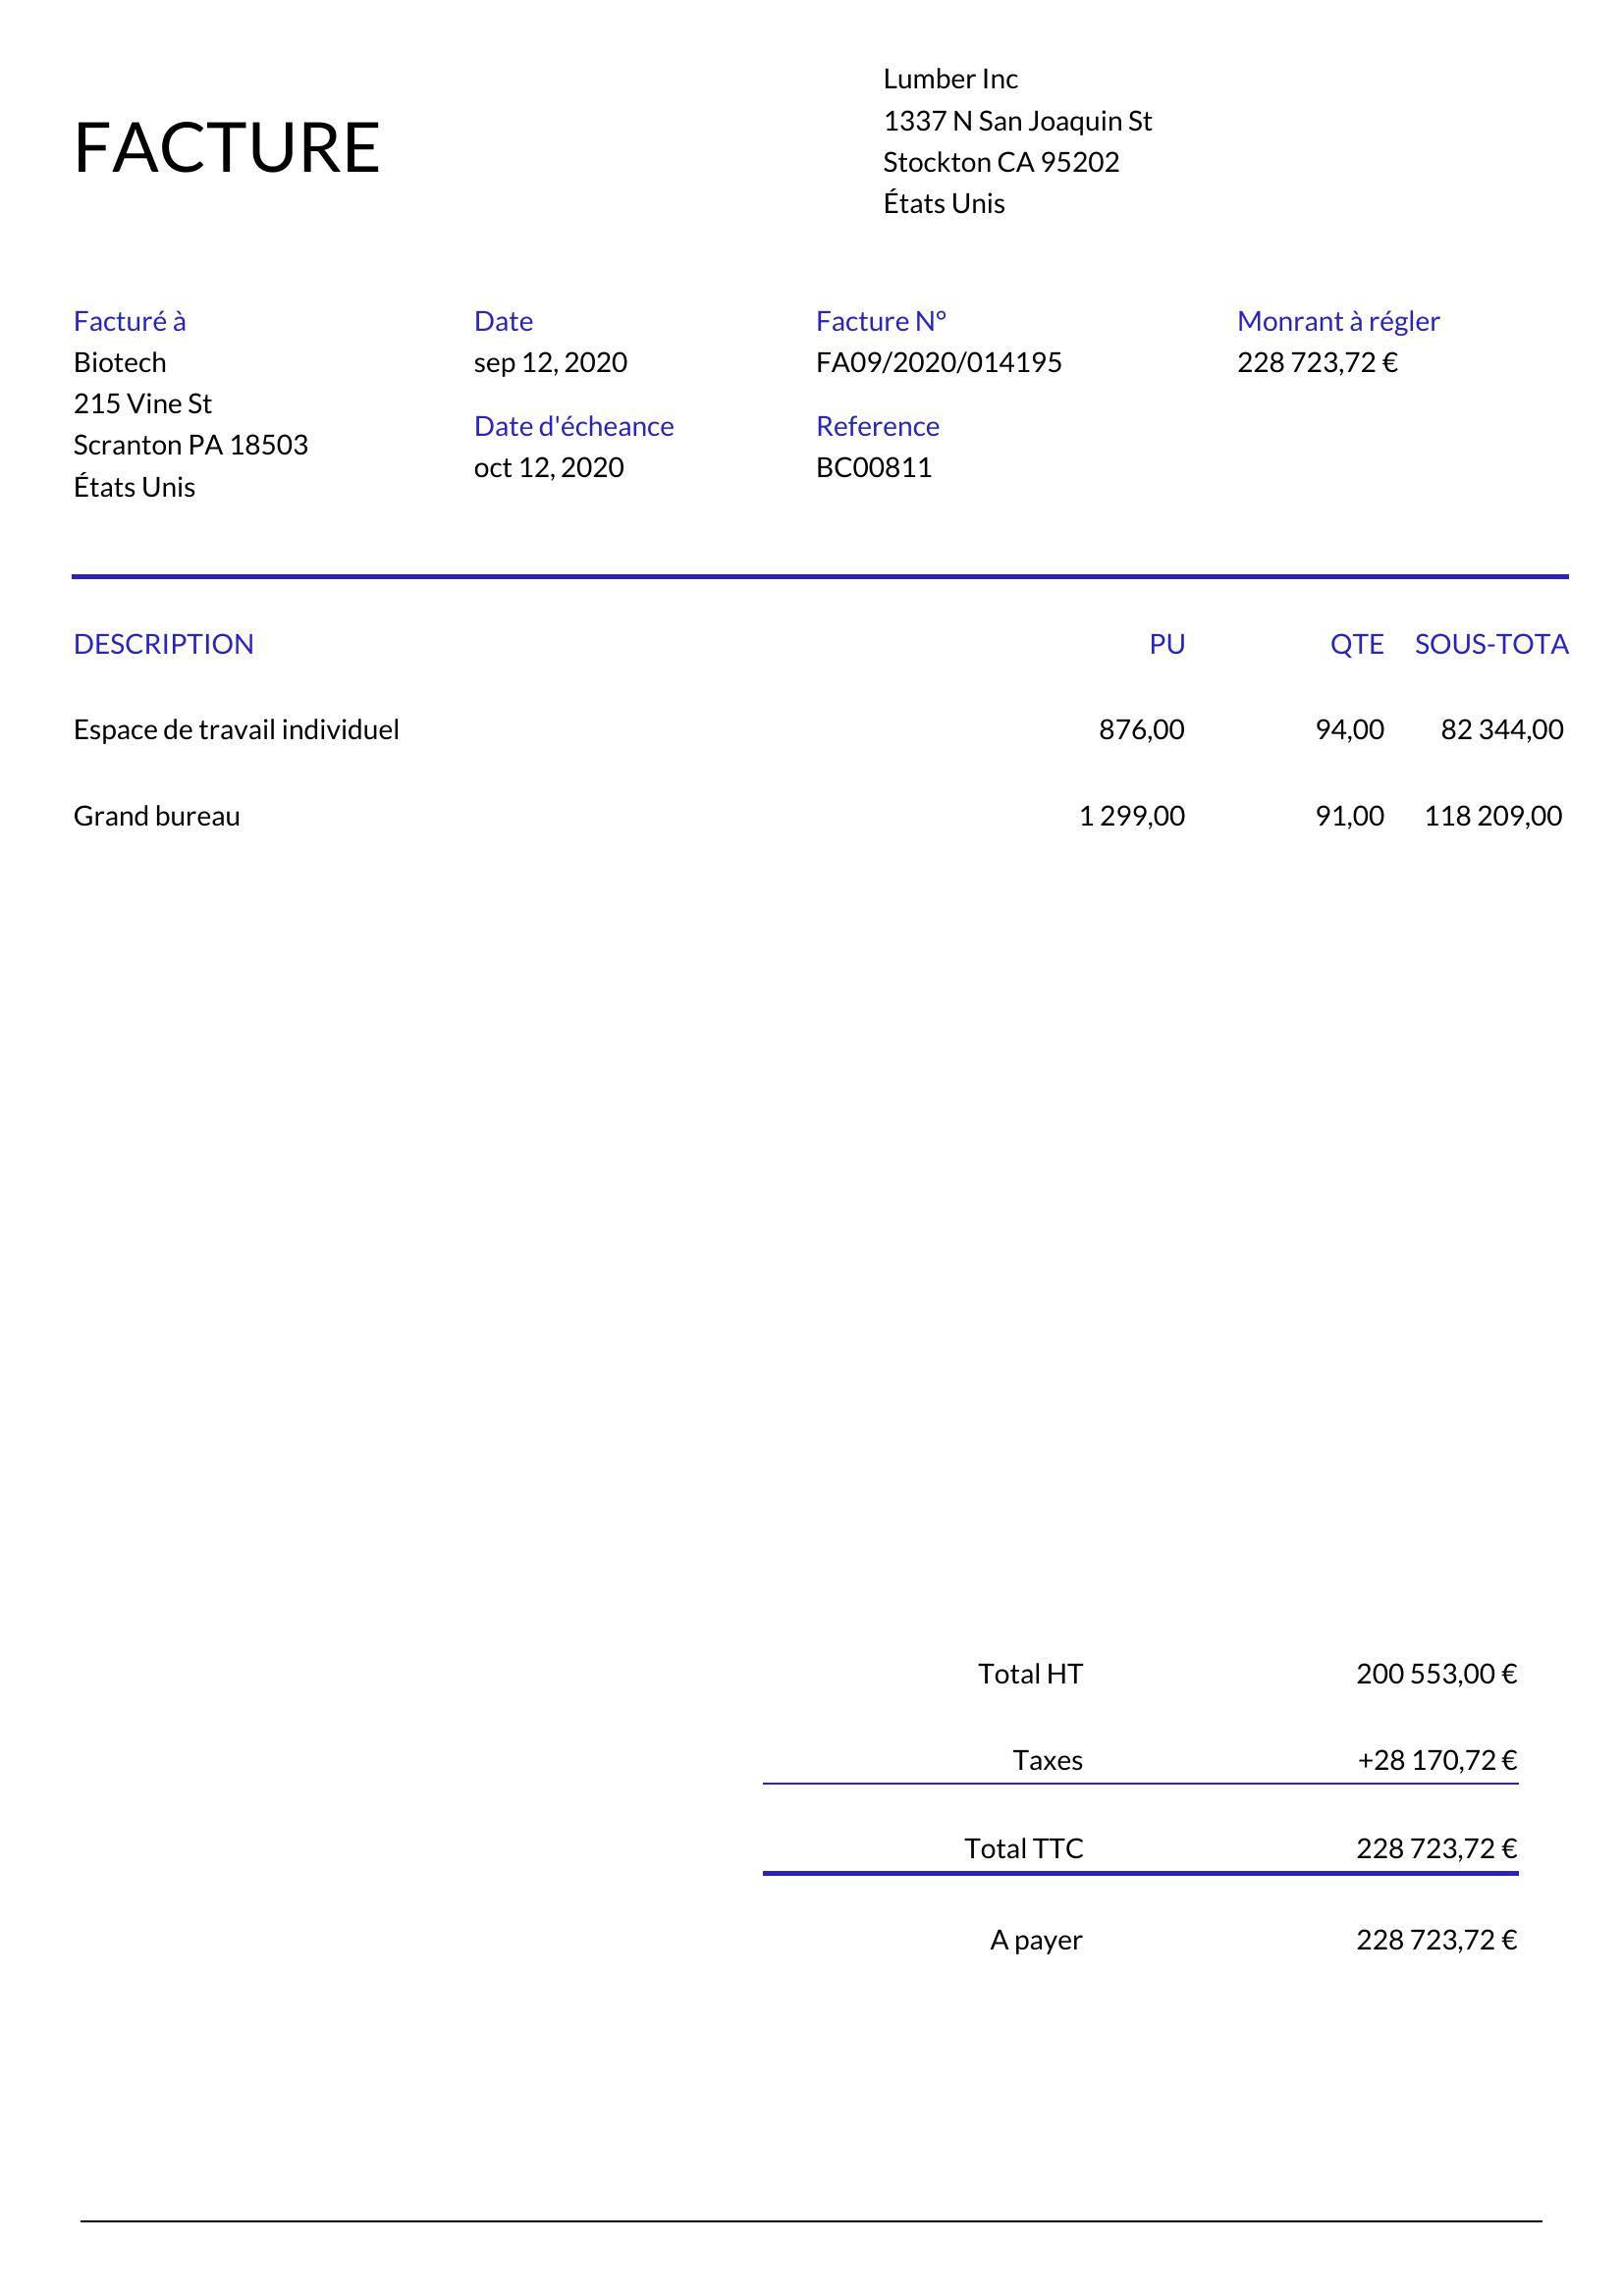 Lumber Inc
1337 N San Joaquin St
Stockton CA 95202
États Unis
FACTURE
Facturé à
Biotech
215 Vine St
Scranton PA 18503
États Unis
Date
sep 12, 2020
Date d'écheance
oct 12, 2020
Facture N°
FA09/2020/014195
Reference
BC00811
Monrant à régler
228 723,72 €
DESCRIPTION PU QTE SOUS-TOTA
Espace de travail individuel 876,00 94,00 82 344,00
Grand bureau 1 299,00 91,00 118 209,00
Total HT 200 553,00 €
Taxes +28 170,72 €
Total TTC 228 723,72 €
A payer 228 723,72 €